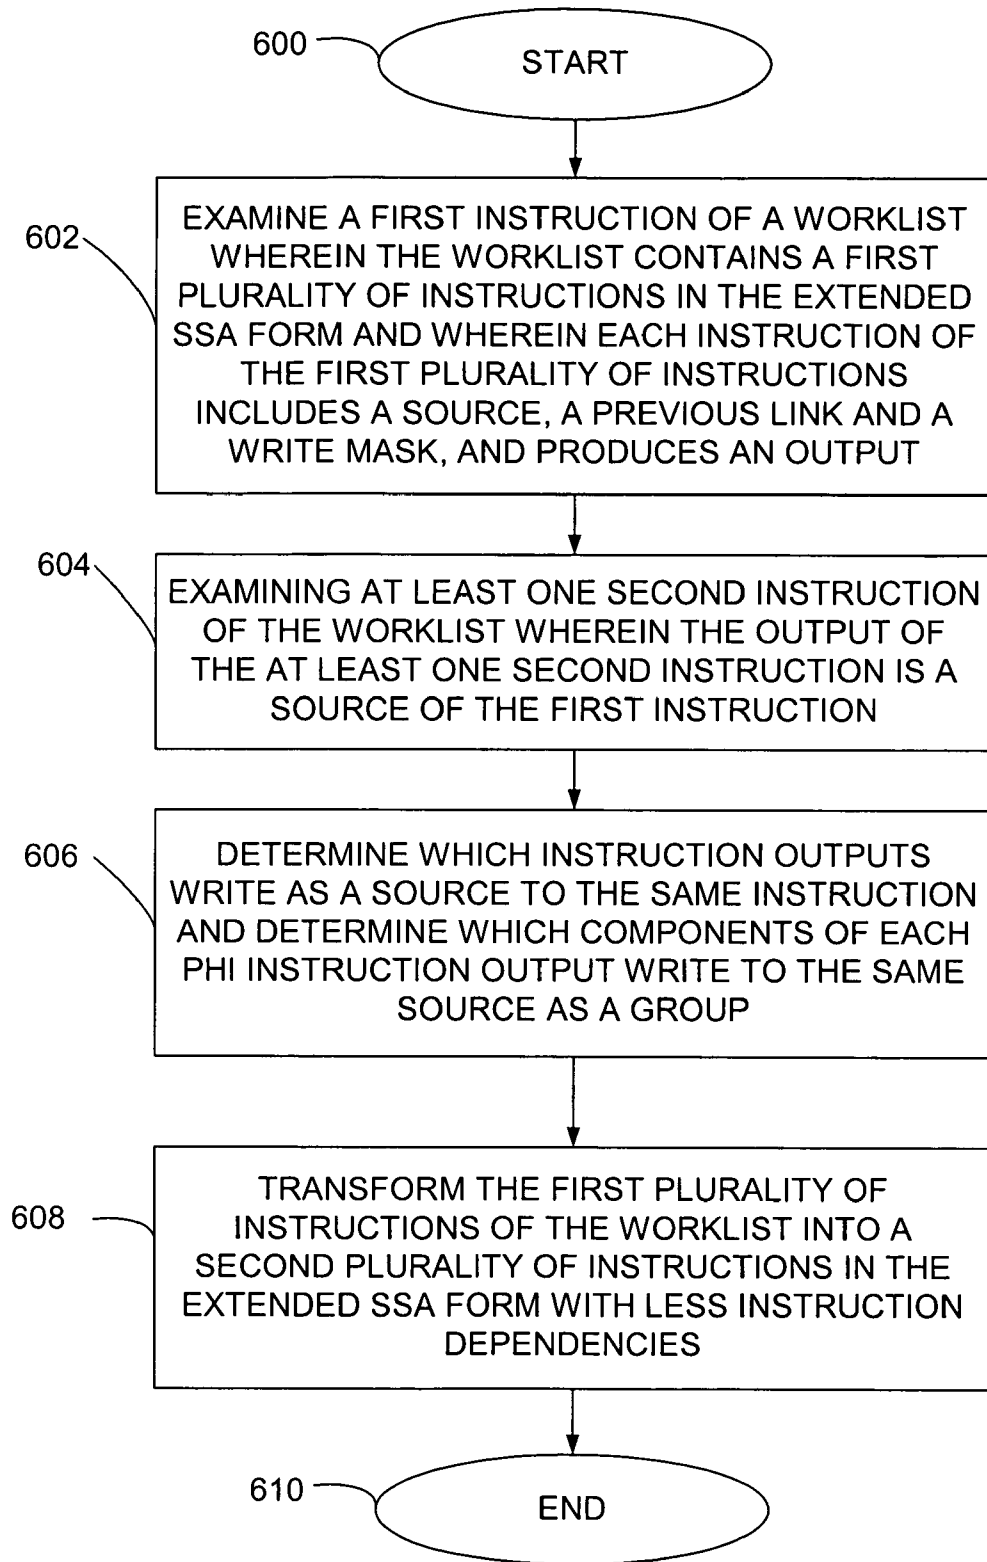 600
START
602
EXAMINE A FIRST INSTRUCTION OF A WORKLIST
WHEREIN THE WORKLIST CONTAINS A FIRST
PLURALITY OF INSTRUCTIONS IN THE EXTENDED
SSA FORM AND WHEREIN EACH INSTRUCTION OF
THE FIRST PLURALITY OF INSTRUCTIONS
INCLUDES A SOURCE, A PREVIOUS LINK AND A
WRITE MASK, AND PRODUCES AN OUTPUT
604
EXAMINING AT LEAST ONE SECOND INSTRUCTION
OF THE WORKLIST WHEREIN THE OUTPUT OF
THE AT LEAST ONE SECOND INSTRUCTION IS A
SOURCE OF THE FIRST INSTRUCTION
606
DETERMINE WHICH INSTRUCTION OUTPUTS
WRITE AS A SOURCE TO THE SAME INSTRUCTION
AND DETERMINE WHICH COMPONENTS OF EACH
PHI INSTRUCTION OUTPUT WRITE TO THE SAME
SOURCE AS A GROUP
608
TRANSFORM THE FIRST PLURALITY OF
INSTRUCTIONS OF THE WORKLIST INTO A
SECOND PLURALITY OF INSTRUCTIONS IN THE
EXTENDED SSA FORM WITH LESS INSTRUCTION
DEPENDENCIES
610
END